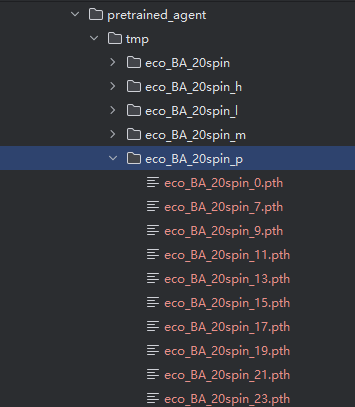 pretrained_agent
tmp
eco_BA_20spin
eco_BA_20spin_h
eco_BA_20spin_l
eco_BA_20spin_m
eco_BA_20spin_p
eco_BA_20spin_0.pth
eco_BA_20spin_7.pth
eco_BA_20spin_9.pth
eco_BA_20spin_11.pth
eco_BA_20spin_13.pth
eco_BA_20spin_15.pth
eco_BA_20spin_17.pth
eco_BA_20spin_19.pth
eco_BA_20spin_21.pth
eco_BA_20spin_23.pth